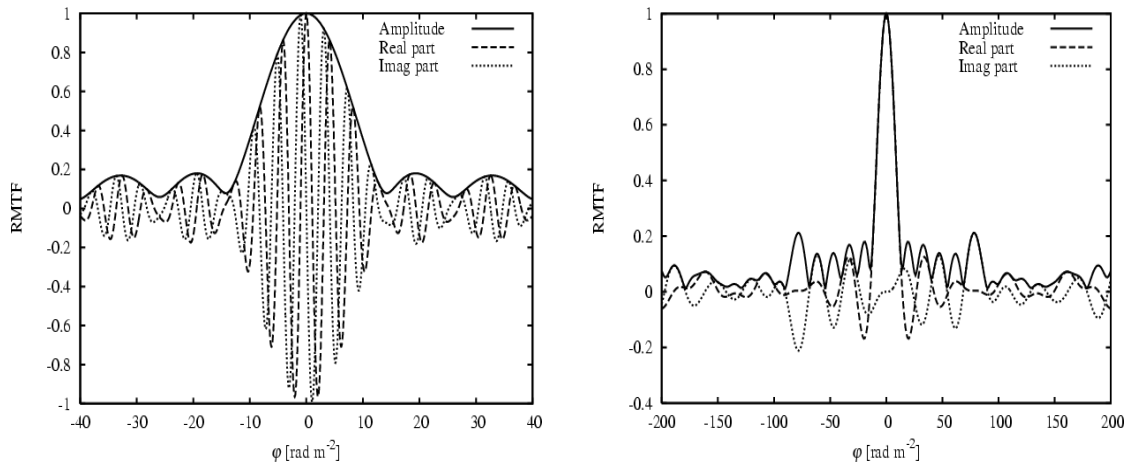 Amplitude
Real part
Imag part
1
0.8
0.6
0.4
0.2
0
-0.2
-0.4
-0.6
-0.8
-1
RMTF
-40 -30 -20 -10 0 10 20 30 40
φ [rad m⁻²]
Amplitude
Real part
Imag part
1
0.8
0.6
0.4
0.2
0
-0.2
-0.4
RMTF
-200 -150 -100 -50 0 50 100 150 200
φ [rad m⁻²]